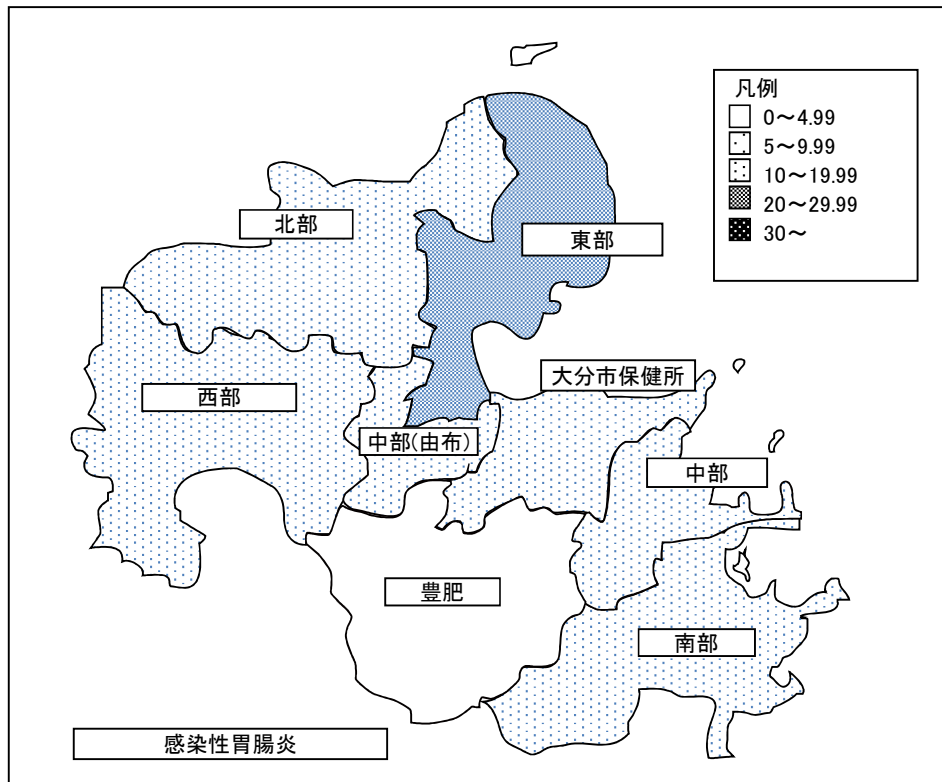 凡例
0～4.99
5～9.99
10～19.99
20～29.99
30～
北部
東部
大分市保健所
西部
中部(由布)
中部
豊肥
南部
感染性胃腸炎